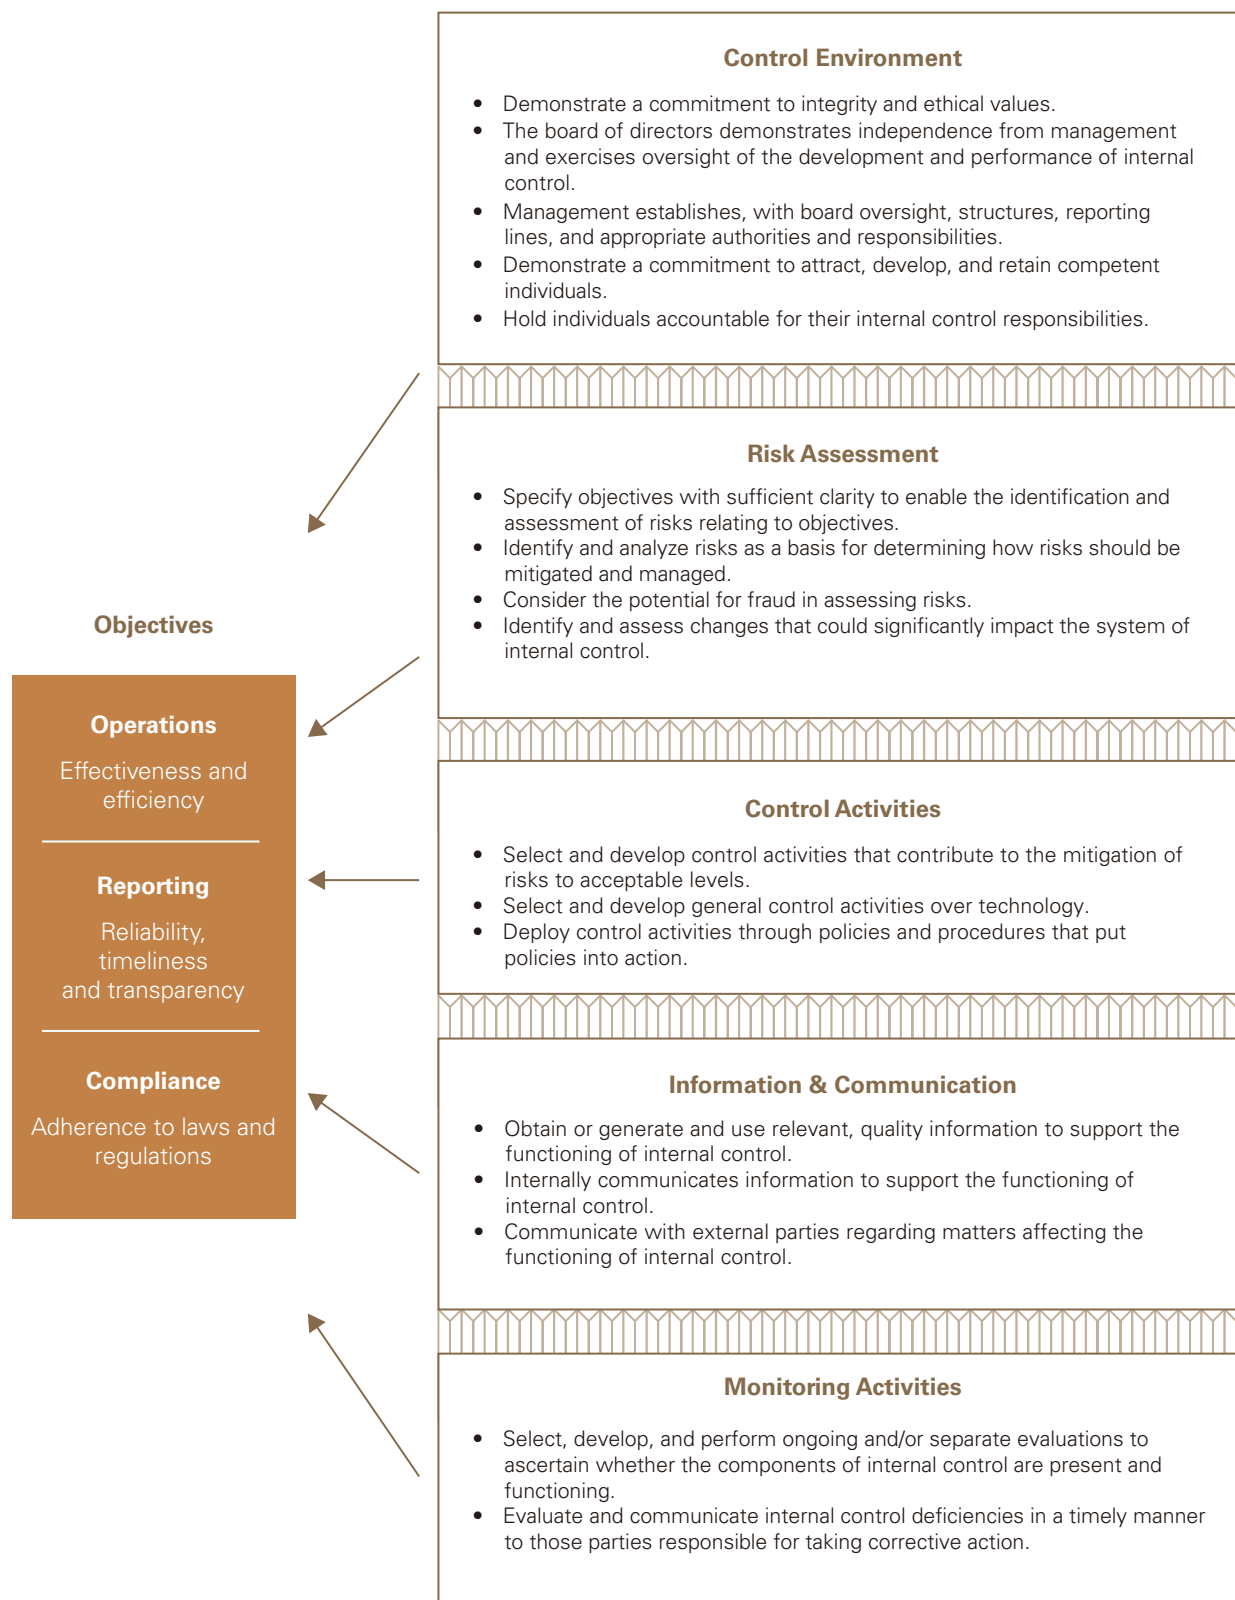 Control Environment
• Demonstrate a commitment to integrity and ethical values.
• The board of directors demonstrates independence from management
and exercises oversight of the development and performance of internal
control.
• Management establishes, with board oversight, structures, reporting
lines, and appropriate authorities and responsibilities.
• Demonstrate a commitment to attract, develop, and retain competent
individuals.
• Hold individuals accountable for their internal control responsibilities.
Risk Assessment
• Specify objectives with sufficient clarity to enable the identification and
assessment of risks relating to objectives.
• Identify and analyze risks as a basis for determining how risks should be
mitigated and managed.
• Consider the potential for fraud in assessing risks.
• Identify and assess changes that could significantly impact the system of
internal control.
Objectives
Operations
Effectiveness and
efficiency
Reporting
Reliability,
timeliness
and transparency
Compliance
Adherence to laws and
regulations
Control Activities
• Select and develop control activities that contribute to the mitigation of
risks to acceptable levels.
• Select and develop general control activities over technology.
• Deploy control activities through policies and procedures that put
policies into action.
Information & Communication
• Obtain or generate and use relevant, quality information to support the
functioning of internal control.
• Internally communicates information to support the functioning of
internal control.
• Communicate with external parties regarding matters affecting the
functioning of internal control.
Monitoring Activities
• Select, develop, and perform ongoing and/or separate evaluations to
ascertain whether the components of internal control are present and
functioning.
• Evaluate and communicate internal control deficiencies in a timely manner
to those parties responsible for taking corrective action.